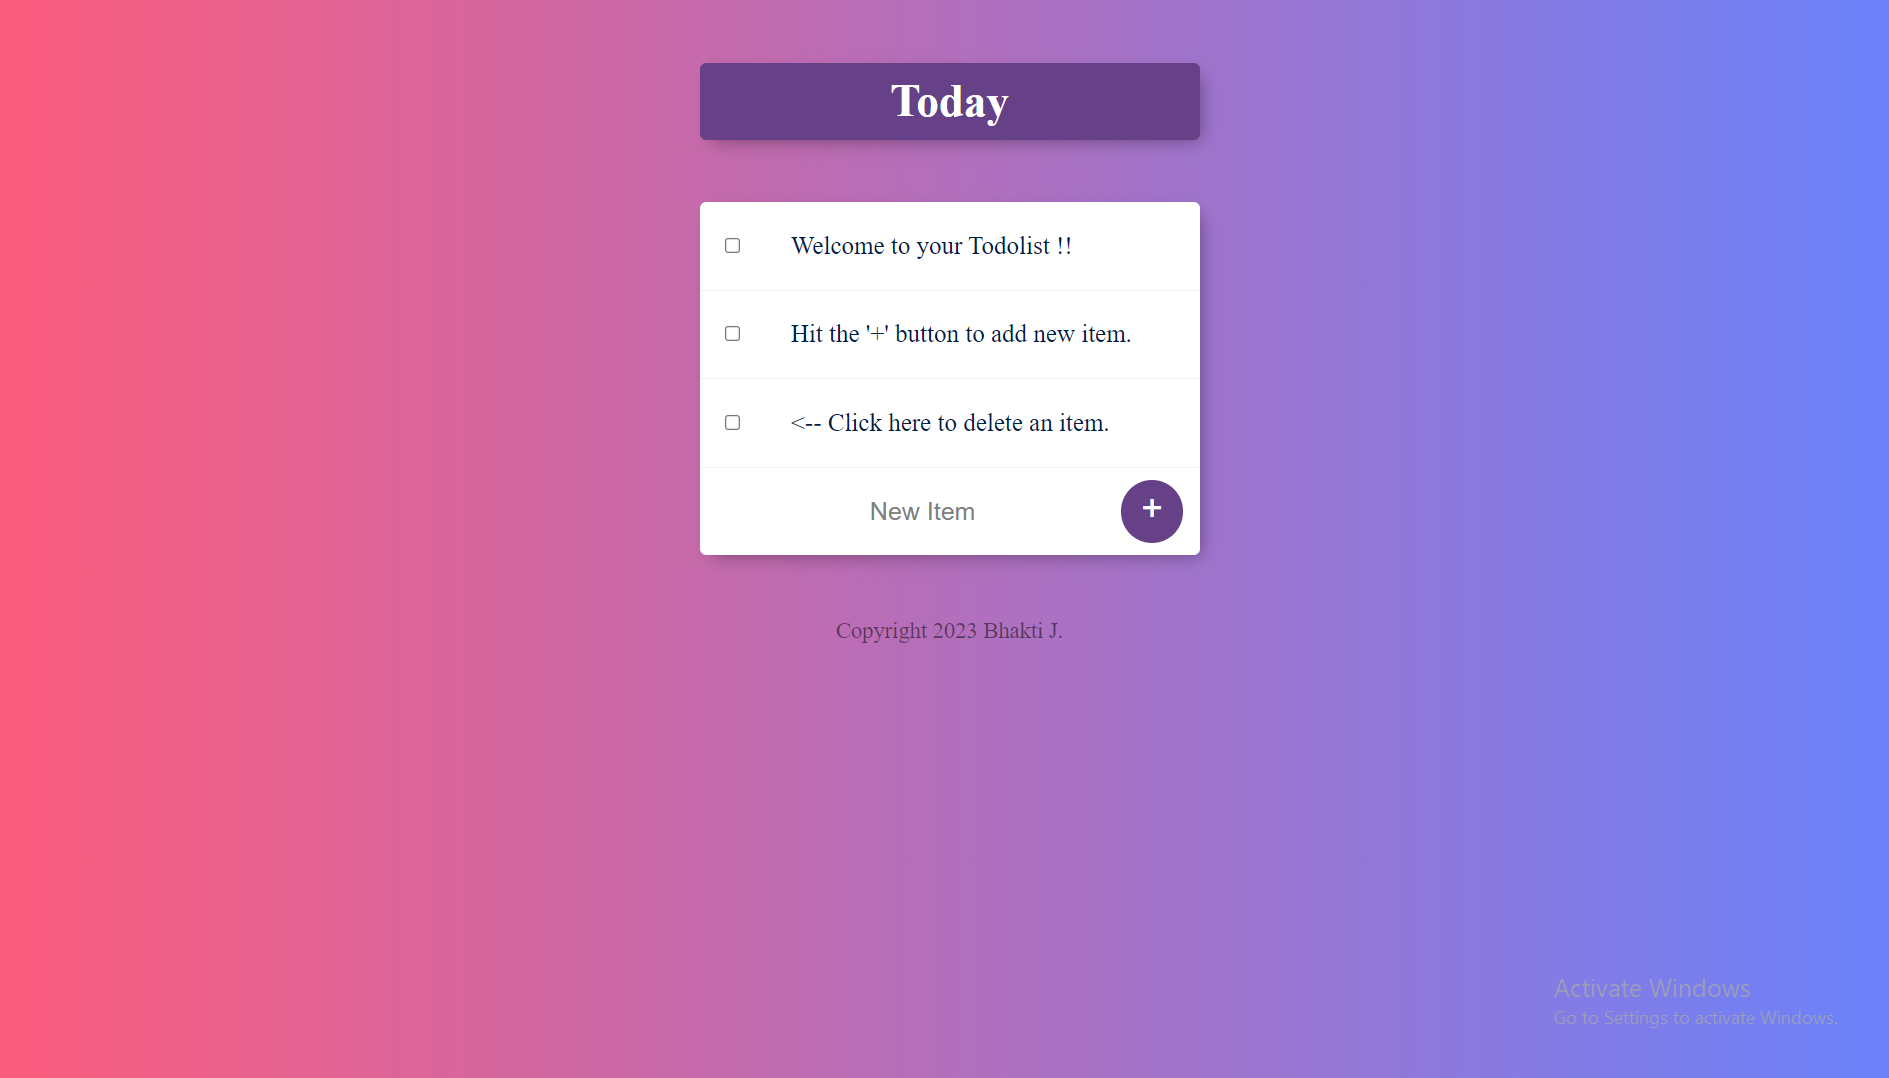 Today
Welcome to your Todolist !!
Hit the '+' button to add new item.
<-- Click here to delete an item.
New Item
+
Copyright 2023 Bhakti J.
Activate Windows
Go to Settings to activate Windows.